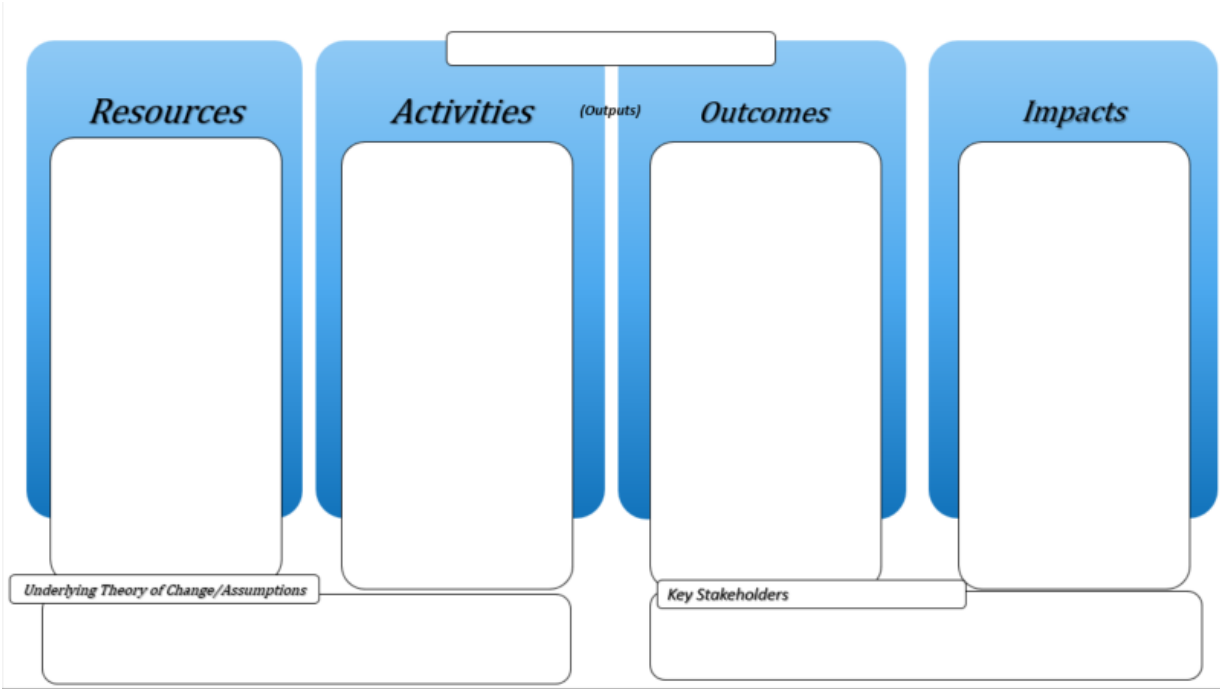 Resources
Activities
(Outputs)
Outcomes
Impacts
Underlying Theory of Change/Assumptions
Key Stakeholders